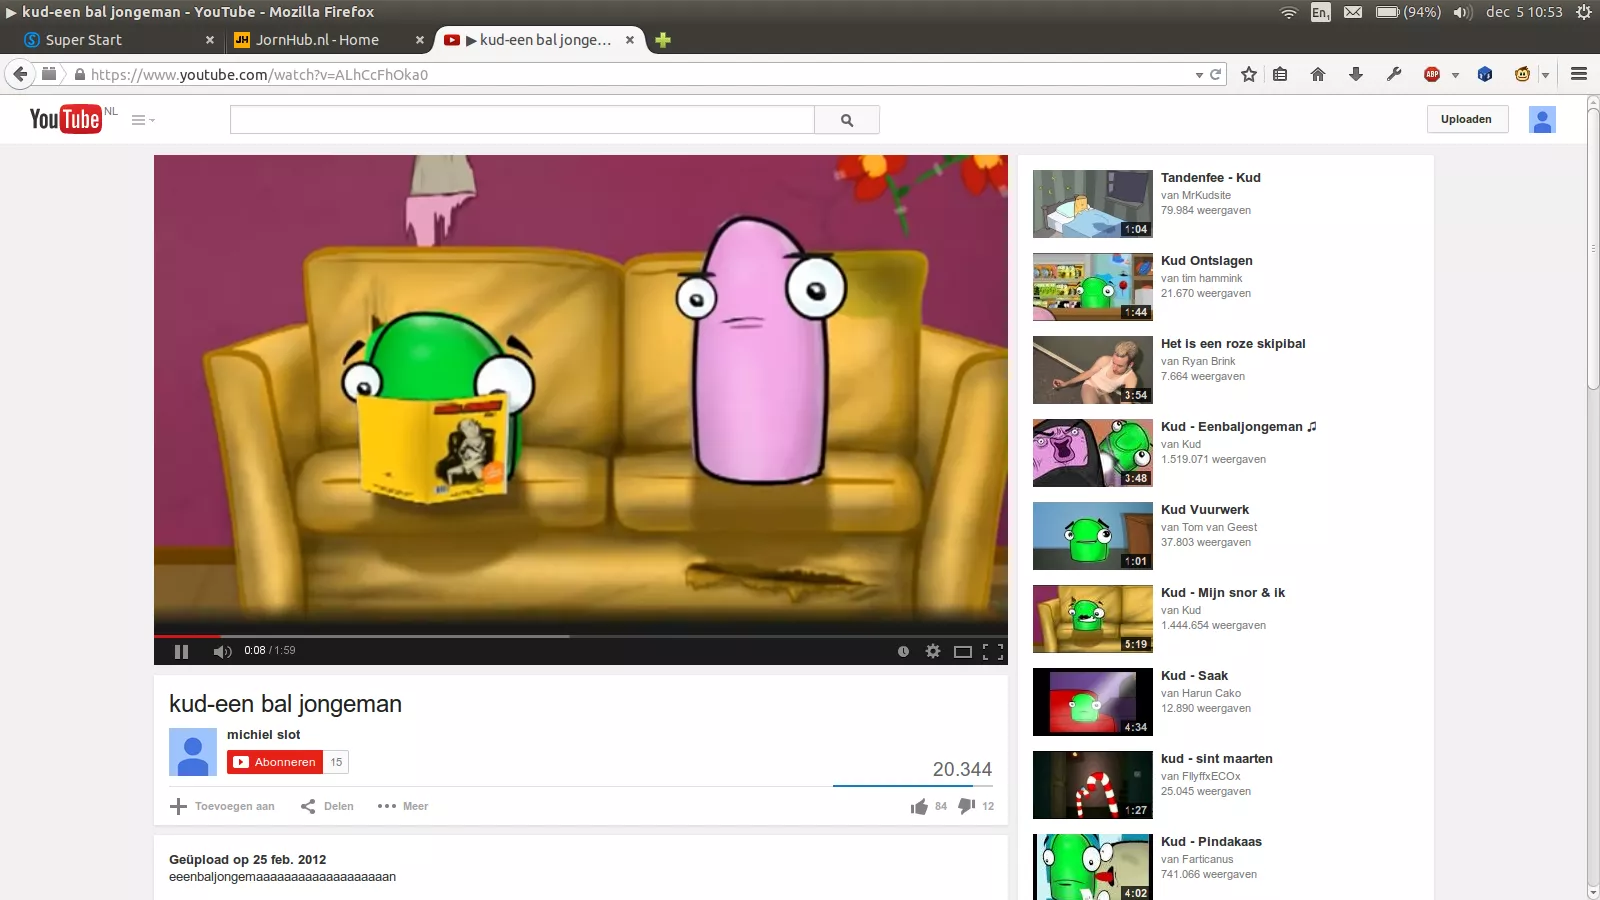 ▶ kud-een bal jongeman - YouTube - Mozilla Firefox
En1
(94%)
dec 5 10:53
Super Start
JH JornHub.nl - Home
▶ kud-een bal jonge...
https://www.youtube.com/watch?v=ALhCcFhOka0
ABP
YouTube NL
Uploaden
0:08 / 1:59
kud-een bal jongeman
michiel slot
Abonneren 15
20.344
Toevoegen aan
Delen
Meer
84
12
Geüpload op 25 feb. 2012
eeenbaljongemaaaaaaaaaaaaaaaaaaaan
1:04
Tandenfee - Kud
van MrKudsite
79.984 weergaven
1:44
Kud Ontslagen
van tim hammink
21.670 weergaven
3:54
Het is een roze skipibal
van Ryan Brink
7.664 weergaven
3:48
Kud - Eenbaljongeman ♫
van Kud
1.519.071 weergaven
1:01
Kud Vuurwerk
van Tom van Geest
37.803 weergaven
5:19
Kud - Mijn snor & ik
van Kud
1.444.654 weergaven
4:34
Kud - Saak
van Harun Cako
12.890 weergaven
1:27
kud - sint maarten
van FllyffxECOx
25.045 weergaven
4:02
Kud - Pindakaas
van Farticanus
741.066 weergaven